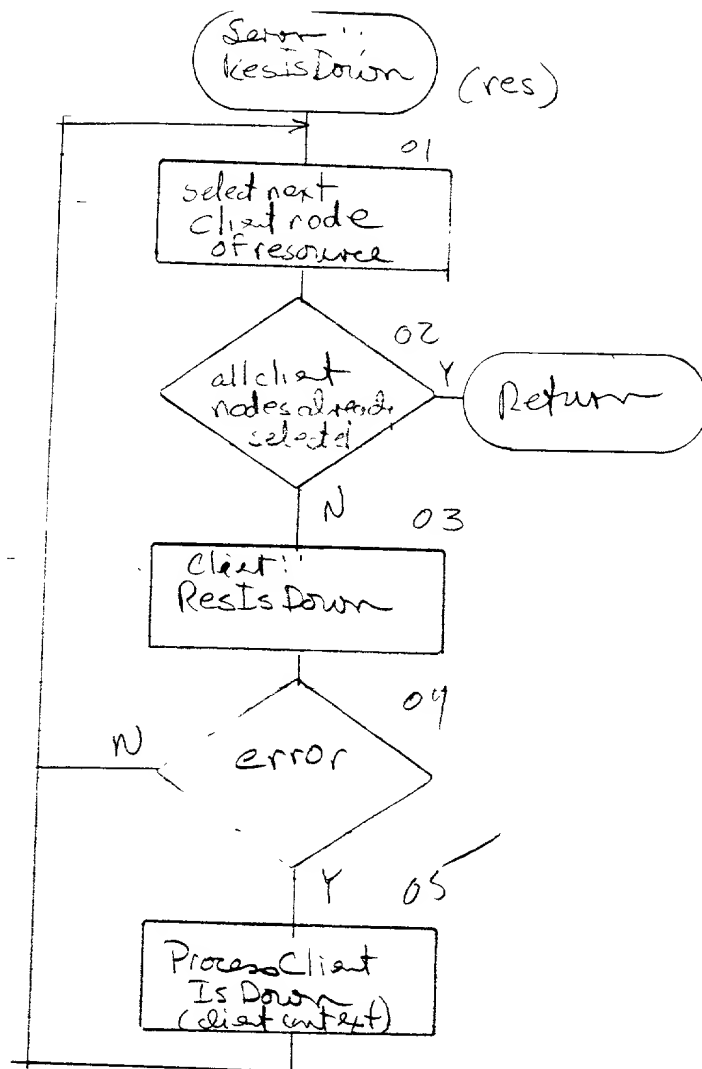 Server::
ResIsDown
(res)
01
select next
client node
of resource
02
all client
nodes already
selected
Y
Return
N
03
Client::
ResIsDown
04
N
error
Y
05
ProcessClient
IsDown
(client context)